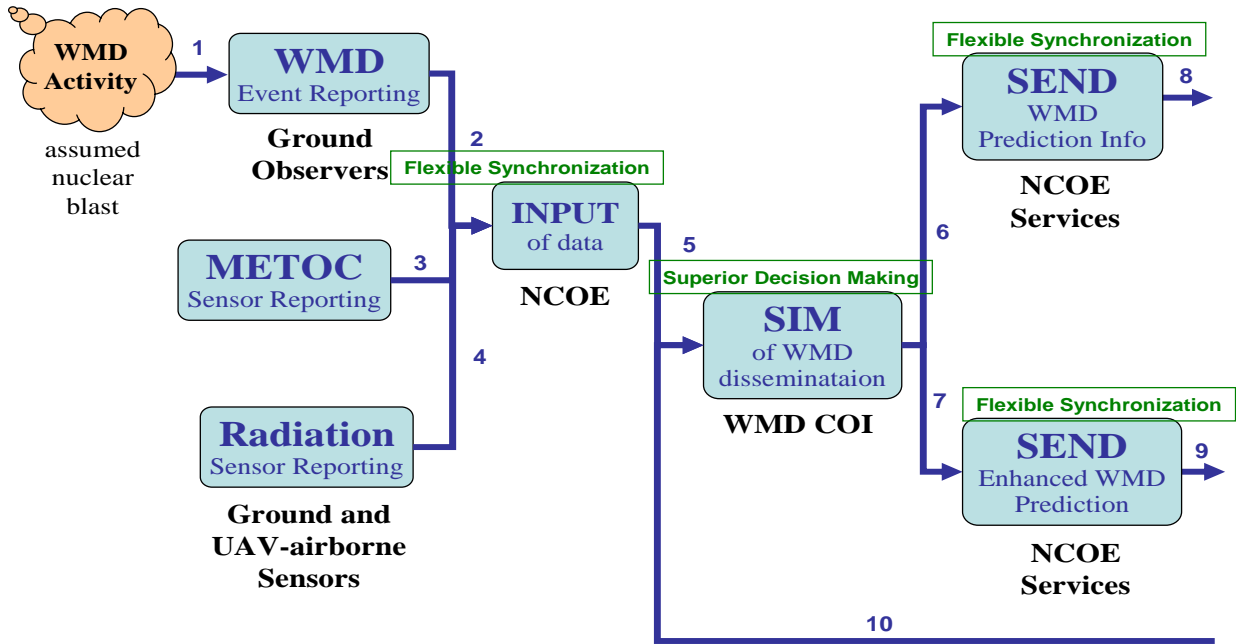 WMD
Activity
assumed
nuclear
blast
1
WMD
Event Reporting
Ground
Observers
2
Flexible Synchronization
METOC
Sensor Reporting
3
4
Radiation
Sensor Reporting
Ground and
UAV-airborne
Sensors
INPUT
of data
NCOE
5
Superior Decision Making
SIM
of WMD
disseminataion
WMD COI
6
7
Flexible Synchronization
SEND
WMD
Prediction Info
8
NCOE
Services
Flexible Synchronization
SEND
Enhanced WMD
Prediction
9
NCOE
Services
10